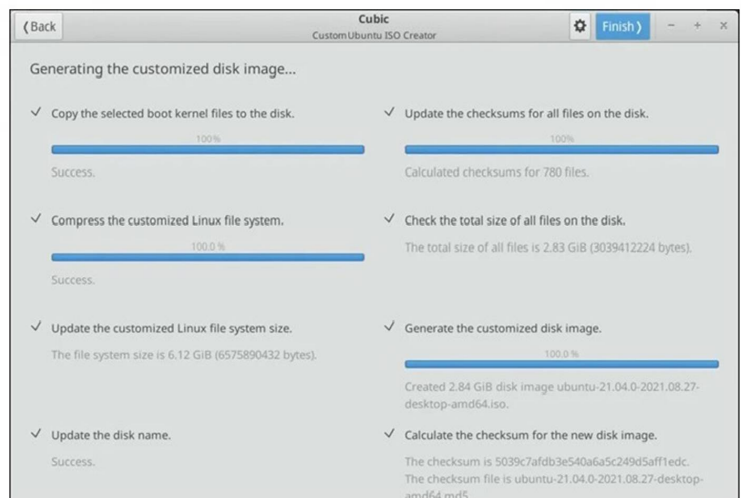 Back
Cubic
Custom Ubuntu ISO Creator
Finish
Generating the customized disk image...
Copy the selected boot kernel files to the disk.
100%
Success.
Compress the customized Linux file system.
100.0 %
Success.
Update the customized Linux file system size.
The file system size is 6.12 GiB (6575890432 bytes).
Update the disk name.
Success.
Update the checksums for all files on the disk.
100%
Calculated checksums for 780 files.
Check the total size of all files on the disk.
The total size of all files is 2.83 GiB (3039412224 bytes).
Generate the customized disk image.
100.0 %
Created 2.84 GiB disk image ubuntu-21.04.0-2021.08.27-
desktop-amd64.iso.
Calculate the checksum for the new disk image.
The checksum is 5039c7afdb3e540a6a5c249d5aff1edc.
The checksum file is ubuntu-21.04.0-2021.08.27-desktop-
amd64.md5.